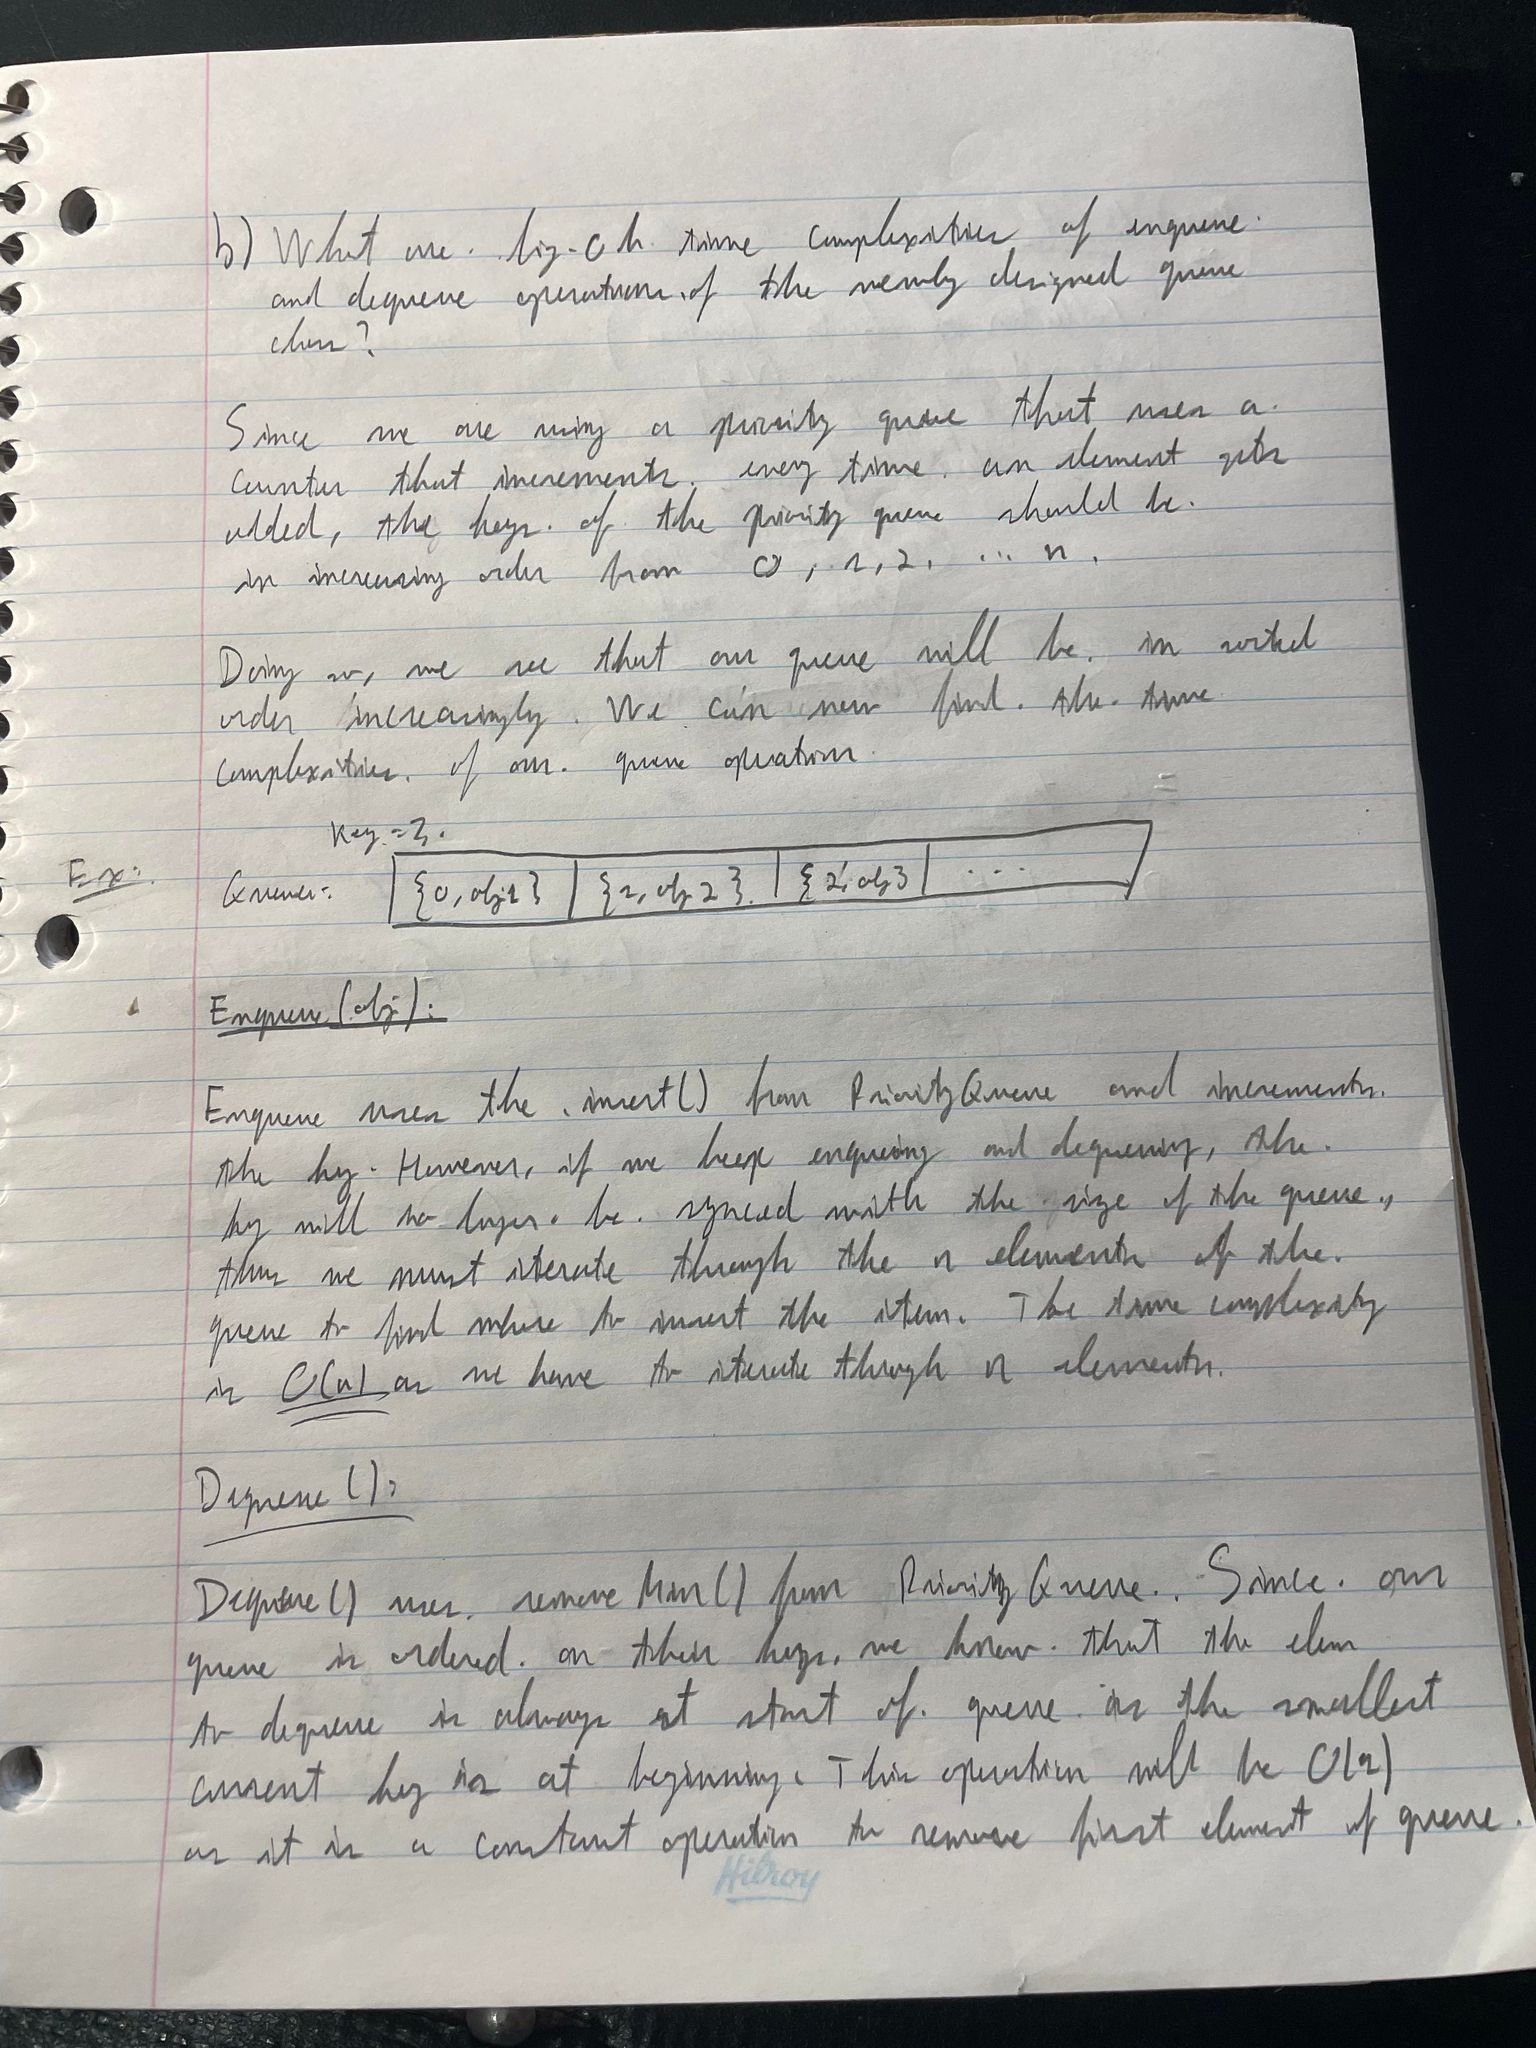 b) What are big-Oh time complexities of enqueue
and dequeue operations of the newly designed queue
class?
Since we are using a priority queue that uses a
counter that increments every time an element gets
added, the keys of the priority queue should be
in increasing order from 0, 1, 2, ... n.
Doing so, we see that our queue will be in sorted
order increasingly. We can now find the time
complexities of our queue operation.
Key = 3.
Ex:
Queue: {0, obj1} {1, obj2} {2, obj3 ...
Enqueue (obj):
Enqueue uses the insert() from PriorityQueue and increments
the key. However, if we keep enqueuing and dequeuing, the
key will no longer be synced with the size of the queue,
thus we must iterate through the n elements of the
queue to find where to insert the item. The time complexity
is O(n) as we have to iterate through n elements.
Dequeue ():
Dequeue() uses removeMin() from PriorityQueue. Since our
queue is ordered on their keys, we know that the elem
to dequeue is always at start of queue as the smallest
current key is at beginning. This operation will be O(1)
as it is a constant operation to remove first element of queue.
Hilroy